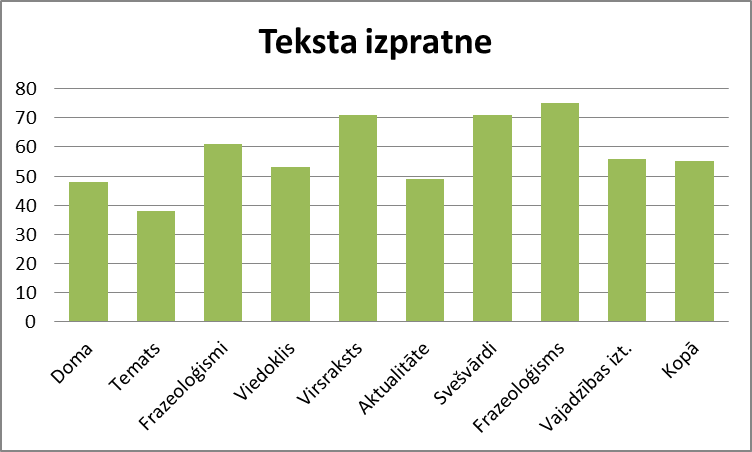 Teksta izpratne
80
70
60
50
40
30
20
10
0
Doma
Temats
Frazeoloģismi
Viedoklis
Virsraksts
Aktualitāte
Svešvārdi
Frazeoloģisms
Vajadzības izt.
Kopā